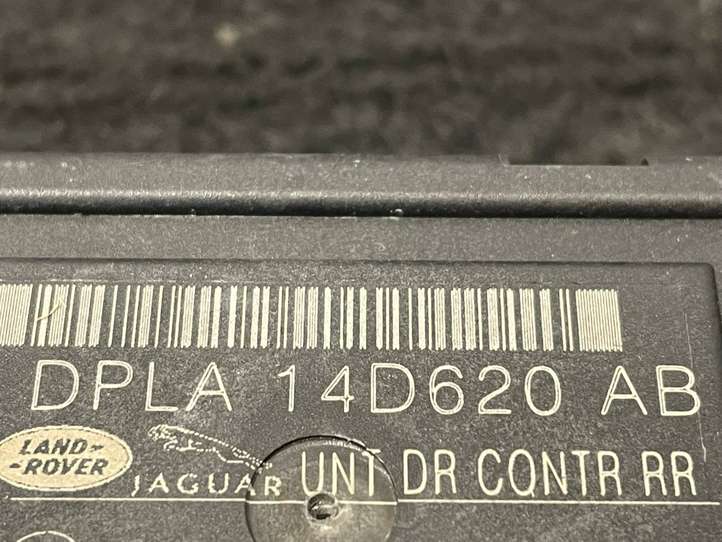 DPLA 14D620 AB
LAND-
-ROVER
JAGUAR UNT DR CONTR RR